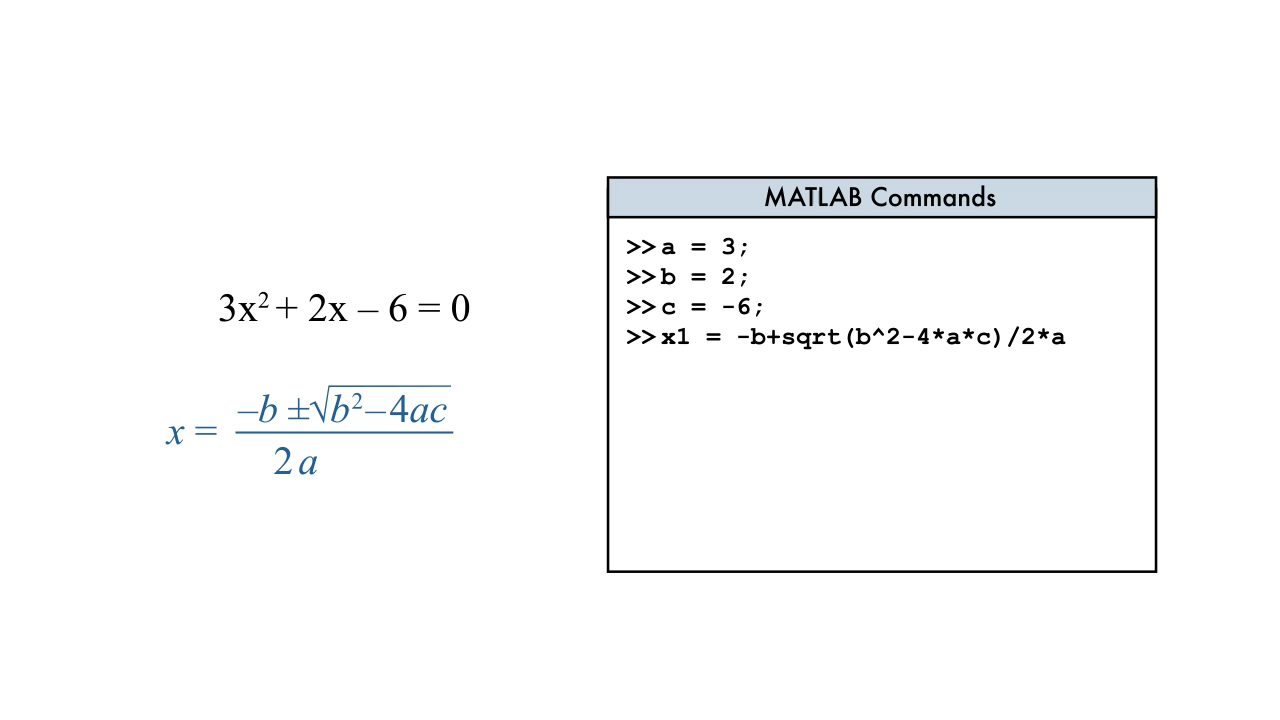 3x² + 2x – 6 = 0
x = –b ±√b²–4ac / 2a
MATLAB Commands
>>a = 3;
>>b = 2;
>>c = -6;
>>x1 = -b+sqrt(b^2-4*a*c)/2*a